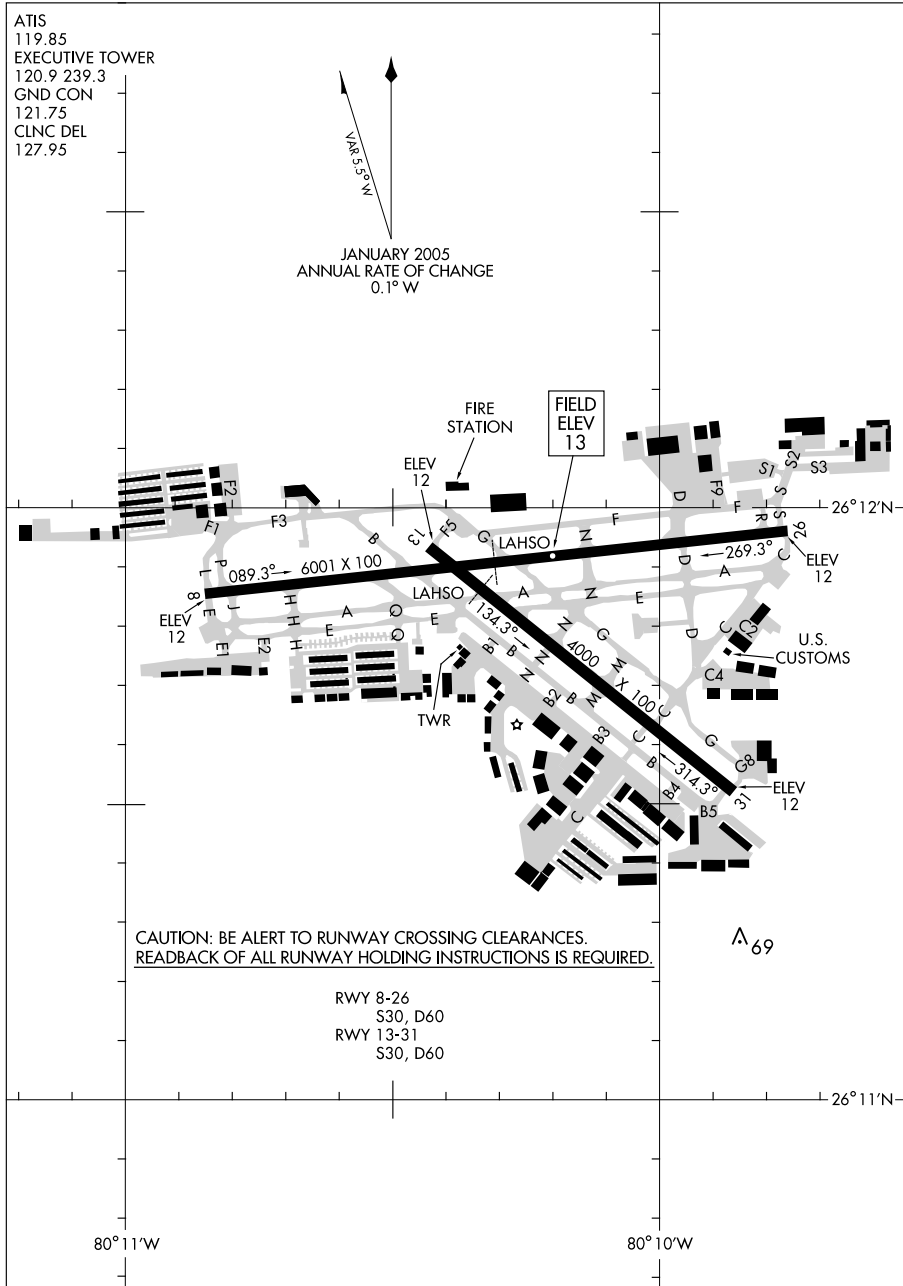 ATIS
119.85
EXECUTIVE TOWER
120.9 239.3
GND CON
121.75
CLNC DEL
127.95
VAR 5.5° W
JANUARY 2005
ANNUAL RATE OF CHANGE
0.1° W
FIRE
STATION
FIELD
ELEV
13
ELEV
12
S2
S1
S3
F2
F9
D
S
F1
F3
B
F5
G
F
N
F
R
S
26
26°12'N
13
LAHSO
D
269.3°
ELEV
12
P
L
8
089.3°
6001 X 100
A
C
ELEV
12
E
J
H
H
A
Q
LAHSO
A
N
N
E
134.3°
E1
E2
H
H
E
Q
E
B1
B
N
N
G
4000 X 100
M
M
D
C
C2
U.S.
CUSTOMS
TWR
B2
B
C4
C
B3
C
G
B
314.3°
G8
B4
31
ELEV
12
B5
C
CAUTION: BE ALERT TO RUNWAY CROSSING CLEARANCES.
READBACK OF ALL RUNWAY HOLDING INSTRUCTIONS IS REQUIRED.
69
RWY 8-26
S30, D60
RWY 13-31
S30, D60
26°11'N
80°11'W
80°10'W